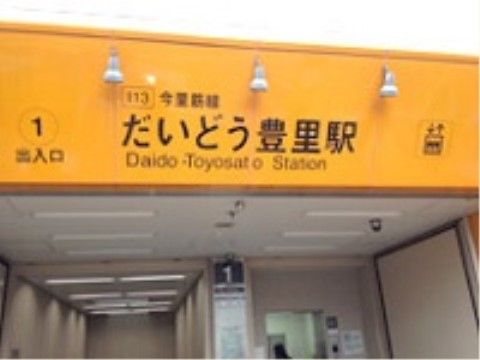 I13 今里筋線
1
だいどう豊里駅
出入口
Daido-Toyosato Station
1